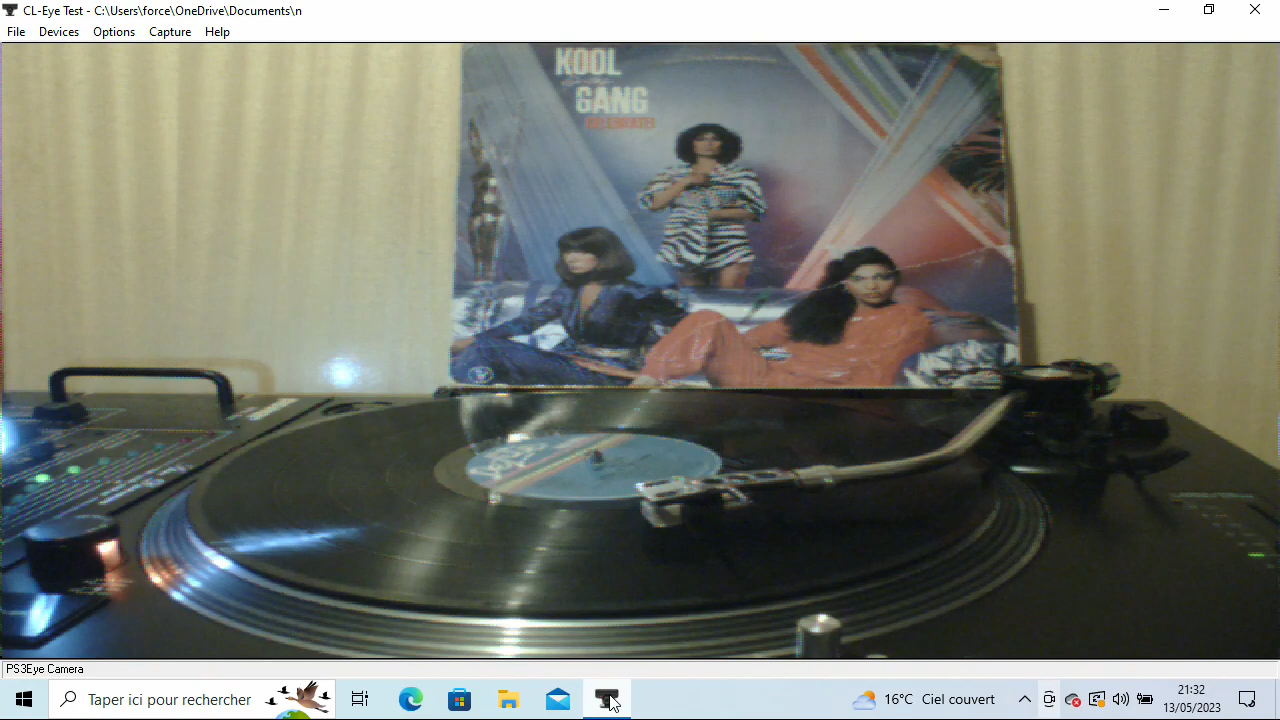 CL-Eye Test - C:\Users\force\OneDrive\Documents\n
File Devices Options Capture Help
KOOL
GANG
PS3Eye Camera
Taper ici pour rechercher
16°C Ciel couvert
21:32
13/05/2023